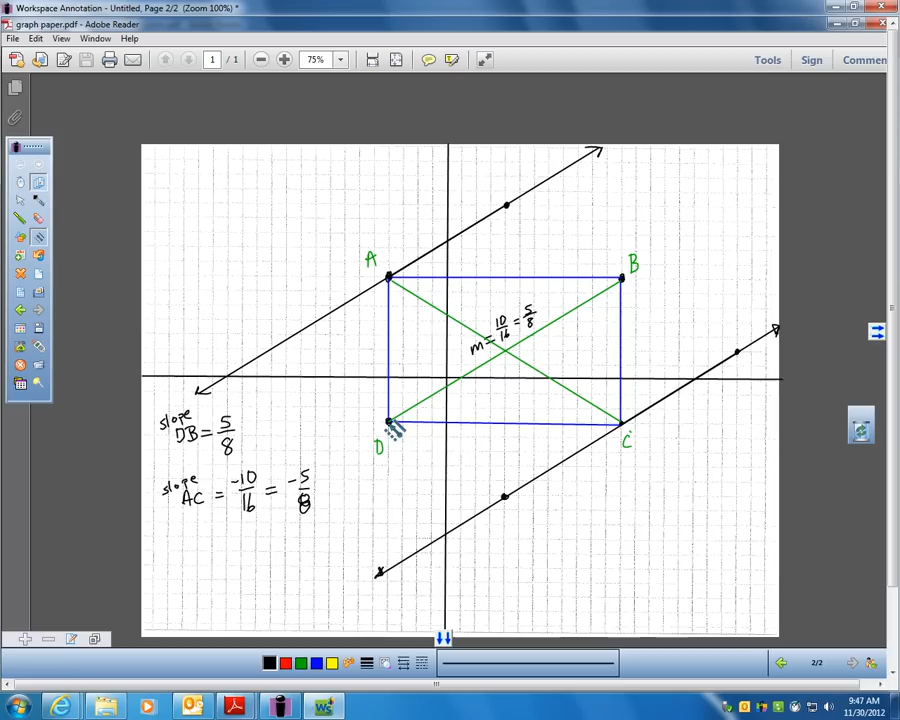 Workspace Annotation - Untitled, Page 2/2 (Zoom 100%) *
graph paper.pdf - Adobe Reader
File Edit View Window Help
1 / 1 75% Tools Sign Commen
A
B
m = 10/16 = 5/8
slope
DB = 5/8
D
C
slope
AC = -10/16 = -5/8
2/2
9:47 AM
11/30/2012